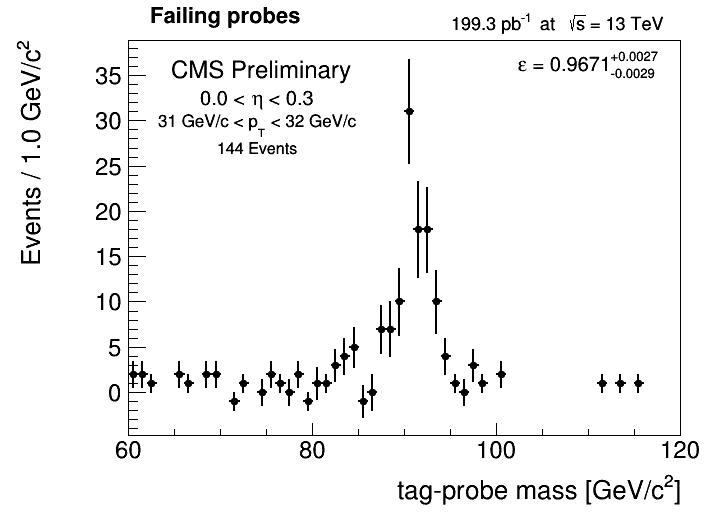 Failing probes
199.3 pb⁻¹ at √s = 13 TeV
CMS Preliminary
ε = 0.9671 +0.0027 -0.0029
0.0 < η < 0.3
31 GeV/c < p_T < 32 GeV/c
144 Events
Events / 1.0 GeV/c²
35
30
25
20
15
10
5
0
60 80 100 120
tag-probe mass [GeV/c²]